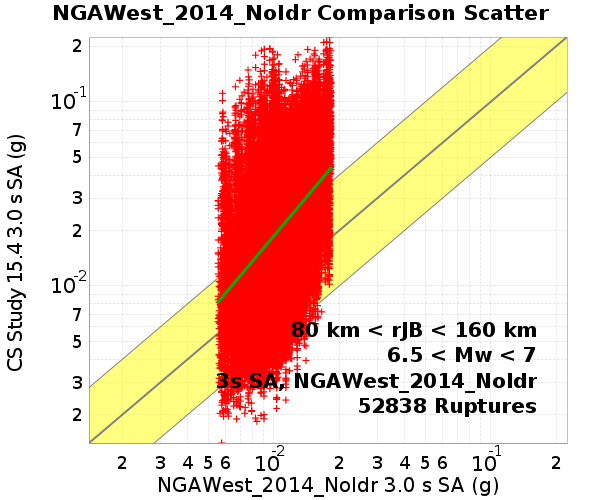 NGAWest_2014_NoIdr Comparison Scatter
CS Study 15.4 3.0 s SA (g)
2
10-1
7
5
3
2
10-2
7
5
3
2
80 km < rJB < 160 km
6.5 < Mw < 7
3s SA, NGAWest_2014_NoIdr
52838 Ruptures
2 3 4 5 6 10-2 2 3 4 5 6 10-1 2
NGAWest_2014_NoIdr 3.0 s SA (g)